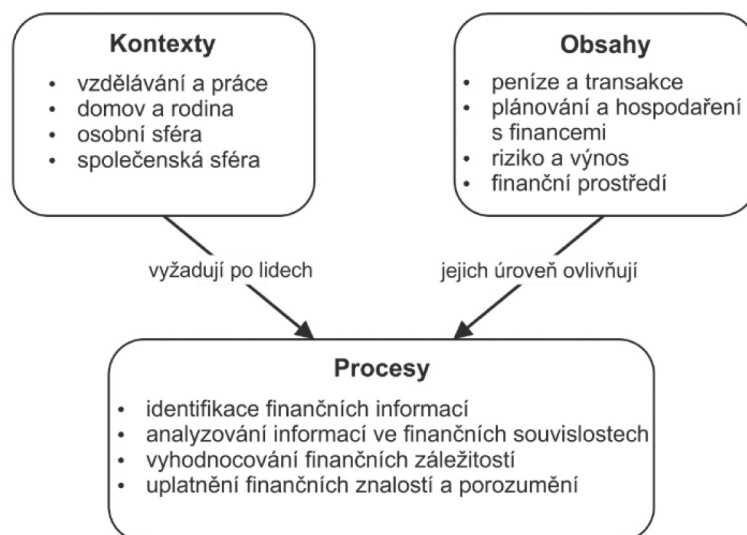 Kontexty
• vzdělávání a práce
• domov a rodina
• osobní sféra
• společenská sféra
Obsahy
• peníze a transakce
• plánování a hospodaření
s financemi
• riziko a výnos
• finanční prostředí
vyžadují po lidech
jejich úroveň ovlivňují
Procesy
• identifikace finančních informací
• analyzování informací ve finančních souvislostech
• vyhodnocování finančních záležitostí
• uplatnění finančních znalostí a porozumění